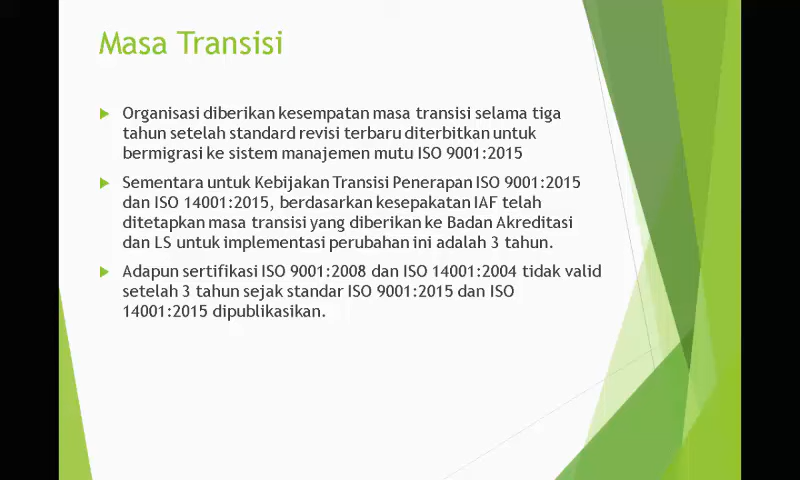 Masa Transisi
Organisasi diberikan kesempatan masa transisi selama tiga
tahun setelah standard revisi terbaru diterbitkan untuk
bermigrasi ke sistem manajemen mutu ISO 9001:2015
Sementara untuk Kebijakan Transisi Penerapan ISO 9001:2015
dan ISO 14001:2015, berdasarkan kesepakatan IAF telah
ditetapkan masa transisi yang diberikan ke Badan Akreditasi
dan LS untuk implementasi perubahan ini adalah 3 tahun.
Adapun sertifikasi ISO 9001:2008 dan ISO 14001:2004 tidak valid
setelah 3 tahun sejak standar ISO 9001:2015 dan ISO
14001:2015 dipublikasikan.